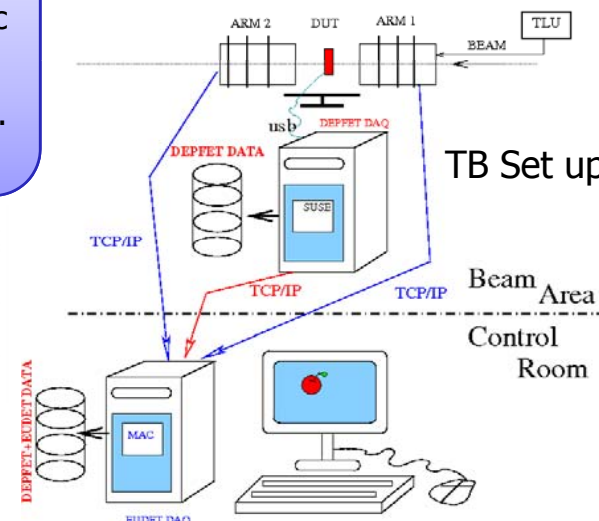 c
.
ARM 2
DUT
ARM 1
TLU
BEAM
usb
DEPFET DAQ
DEPFET DATA
TB Set up
SUSE
TCP/IP
TCP/IP
TCP/IP
Beam
Area
Control
Room
DEPFET+EUDET DATA
MAC
EUDET DAQ